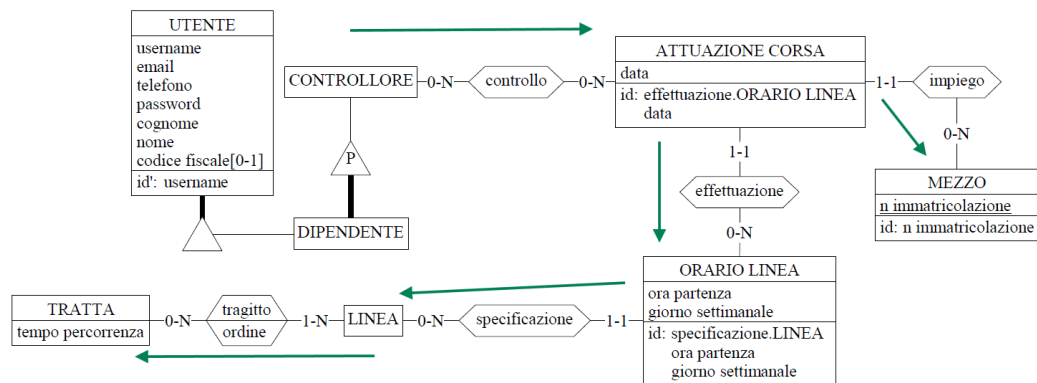 UTENTE
username
email
telefono
password
cognome
nome
codice fiscale[0-1]
id': username
CONTROLLORE
0-N
controllo
0-N
ATTUAZIONE CORSA
data
id: effettuazione.ORARIO LINEA
data
1-1
impiego
0-N
MEZZO
n immatricolazione
id: n immatricolazione
P
DIPENDENTE
1-1
effettuazione
0-N
ORARIO LINEA
ora partenza
giorno settimanale
id: specificazione.LINEA
ora partenza
giorno settimanale
TRATTA
tempo percorrenza
0-N
tragitto
ordine
1-N
LINEA
0-N
specificazione
1-1